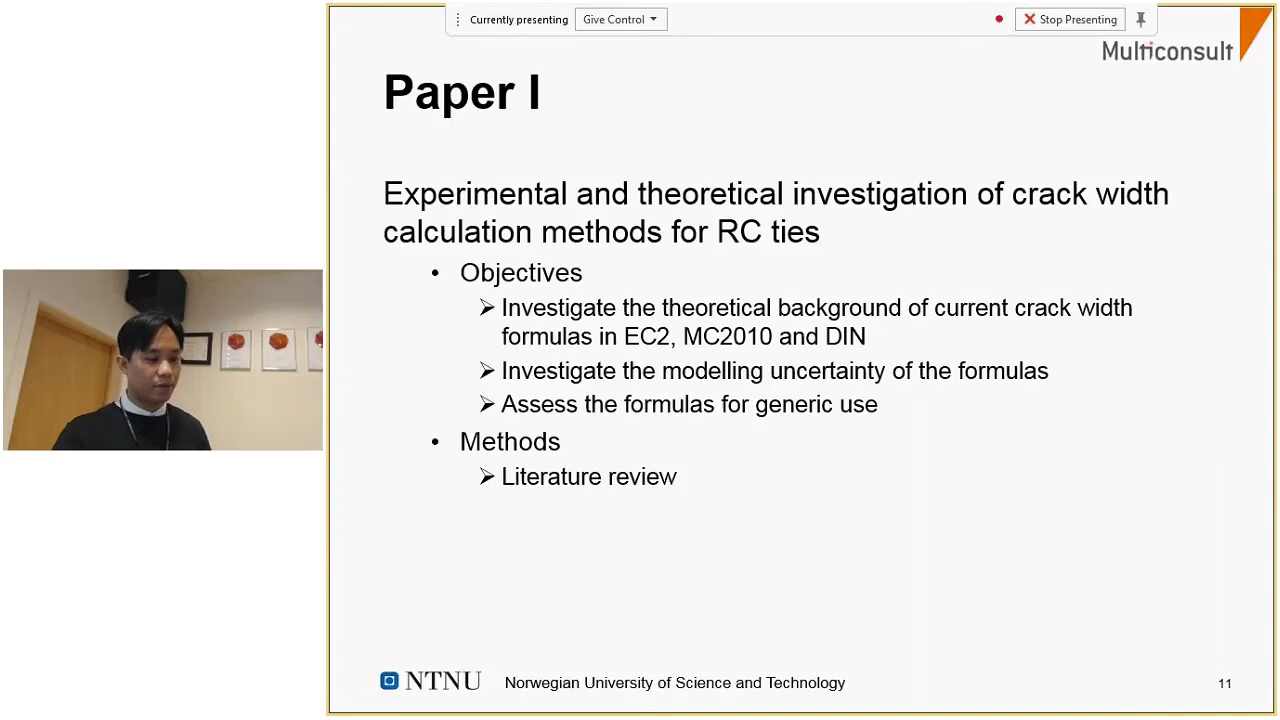 Currently presenting
Give Control
Stop Presenting
Multiconsult
Paper I
Experimental and theoretical investigation of crack width
calculation methods for RC ties
• Objectives
➢ Investigate the theoretical background of current crack width
formulas in EC2, MC2010 and DIN
➢ Investigate the modelling uncertainty of the formulas
➢ Assess the formulas for generic use
• Methods
➢ Literature review
NTNU Norwegian University of Science and Technology
11